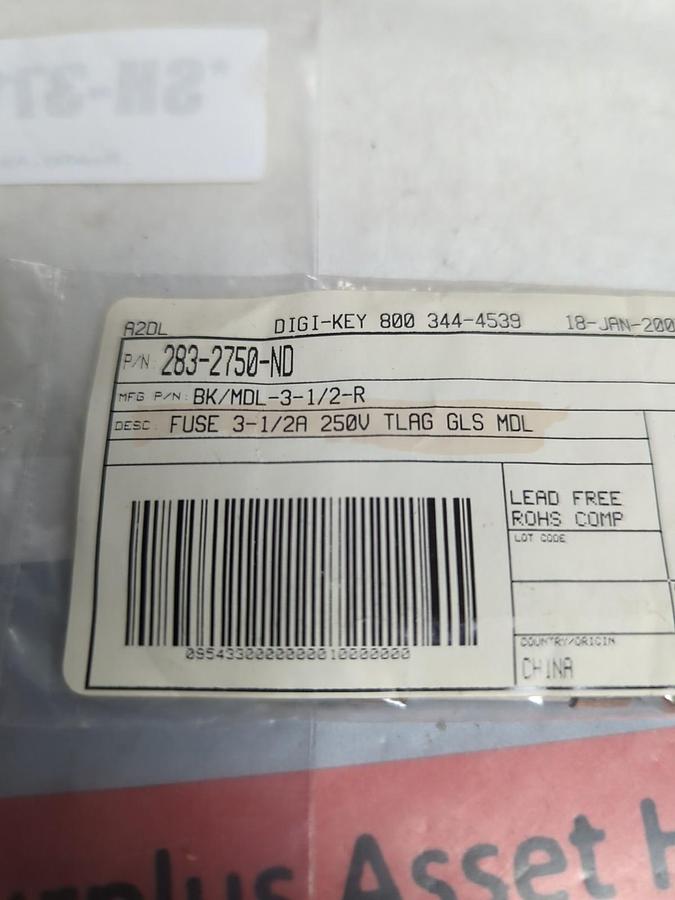 A2DL DIGI-KEY 800 344-4539 18-JAN-200
P/N: 283-2750-ND
MFG P/N: BK/MDL-3-1/2-R
DESC: FUSE 3-1/2A 250V TLAG GLS MDL
LEAD FREE
ROHS COMP
LOT CODE
COUNTRY/ORIGIN
CHINA
Surplus Asset